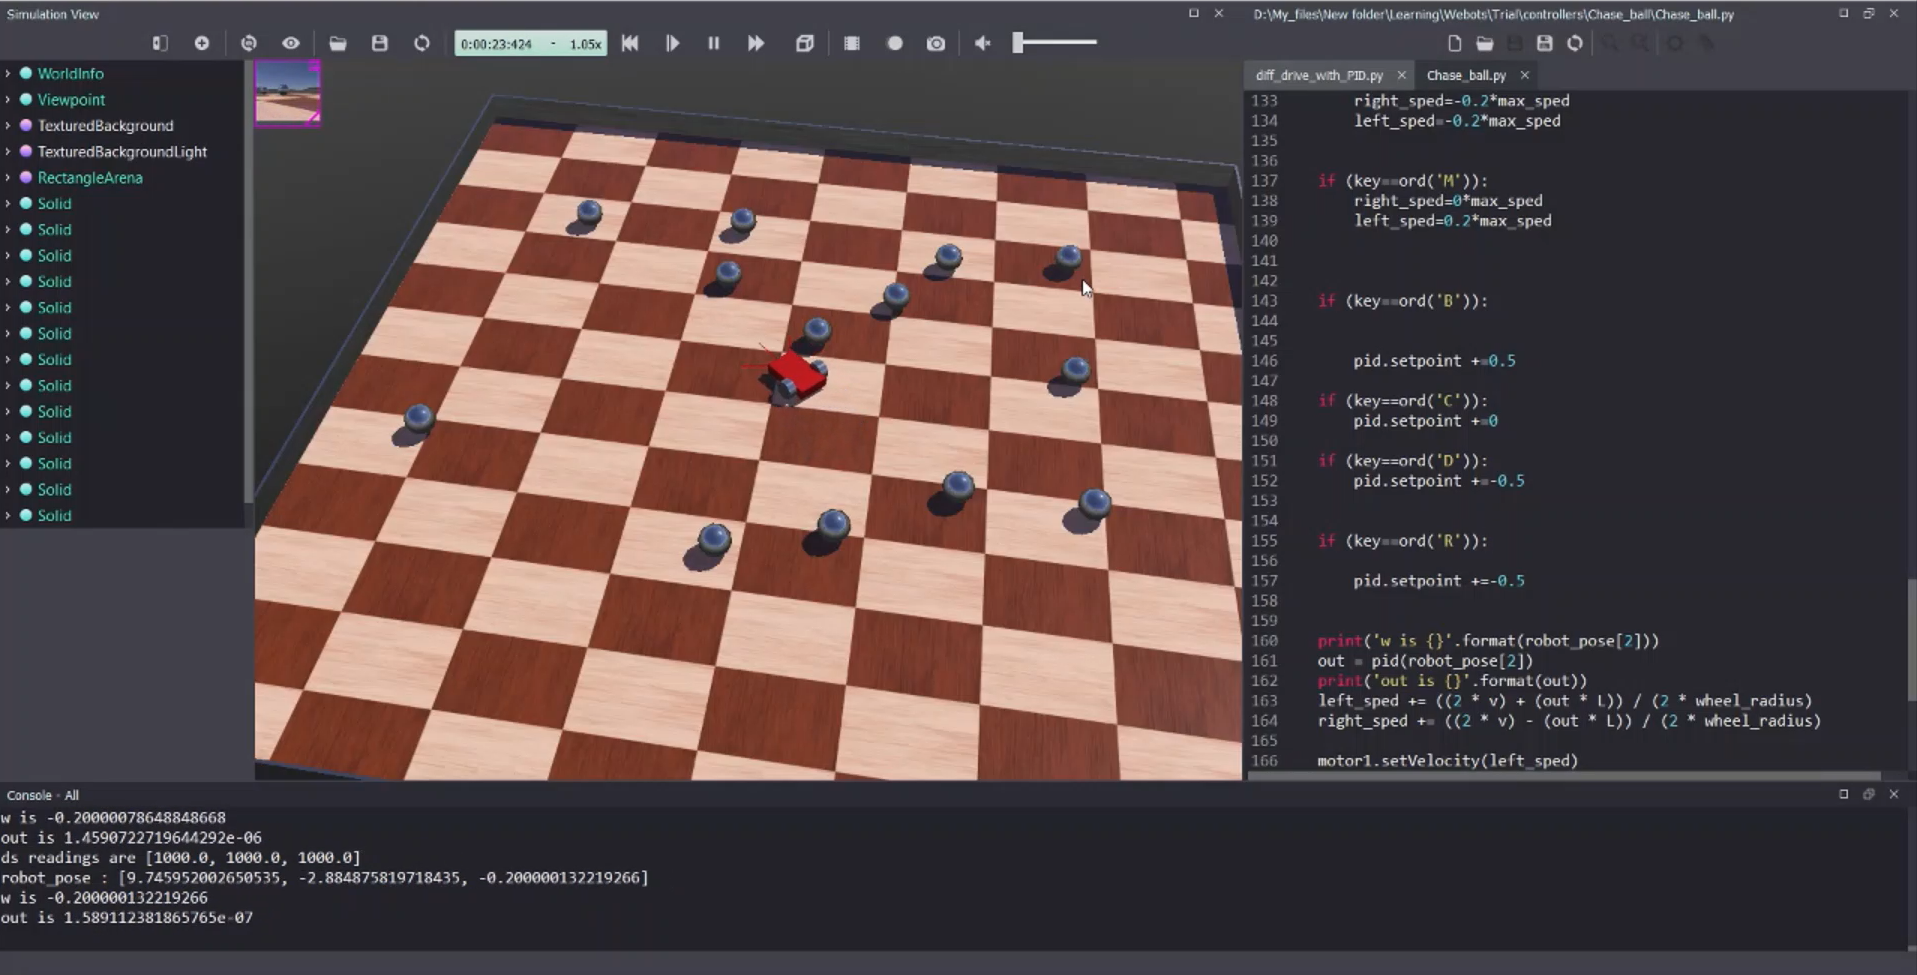 Simulation View
0:00:23:424 - 1.05x
WorldInfo
Viewpoint
TexturedBackground
TexturedBackgroundLight
RectangleArena
Solid
Solid
Solid
Solid
Solid
Solid
Solid
Solid
Solid
Solid
Solid
Solid
Solid
D:\My_files\New folder\Learning\Webots\Trial\controllers\Chase_ball\Chase_ball.py
diff_drive_with_PID.py
Chase_ball.py
133 right_sped=-0.2*max_sped
134 left_sped=-0.2*max_sped
135
136
137 if (key==ord('M')):
138 right_sped=0*max_sped
139 left_sped=0.2*max_sped
140
141
142
143 if (key==ord('B')):
144
145
146 pid.setpoint +=0.5
147
148 if (key==ord('C')):
149 pid.setpoint +=0
150
151 if (key==ord('D')):
152 pid.setpoint +=-0.5
153
154
155 if (key==ord('R')):
156
157 pid.setpoint +=-0.5
158
159
160 print('w is {}'.format(robot_pose[2]))
161 out = pid(robot_pose[2])
162 print('out is {}'.format(out))
163 left_sped += ((2 * v) + (out * L)) / (2 * wheel_radius)
164 right_sped += ((2 * v) - (out * L)) / (2 * wheel_radius)
165
166 motor1.setVelocity(left_sped)
Console - All
w is -0.20000078648848668
out is 1.4590722719644292e-06
ds readings are [1000.0, 1000.0, 1000.0]
robot_pose : [9.745952002650535, -2.884875819718435, -0.200000132219266]
w is -0.200000132219266
out is 1.589112381865765e-07